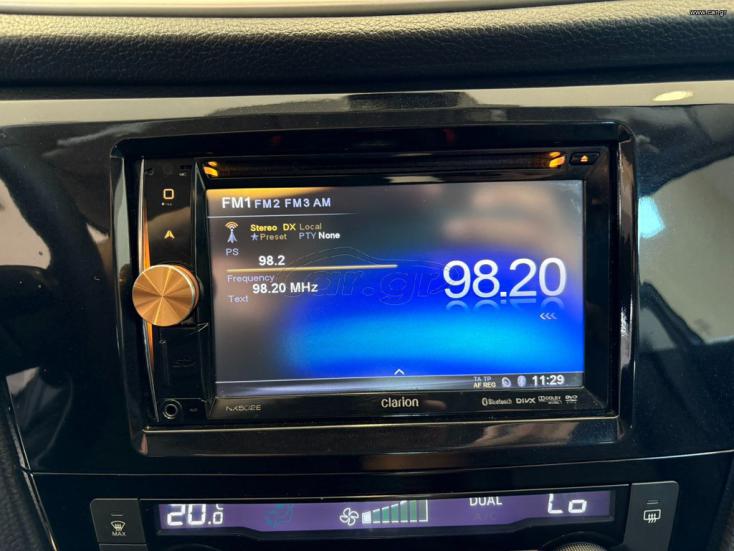 www.car.gr
FM1 FM2 FM3 AM
Stereo DX Local
★Preset PTY None
PS
98.2
Frequency
98.20 MHz
Text
98.20
car.gr
TA TP
AF REG
11:29
NX502E
clarion
Bluetooth DIVX
20.0
DUAL
Lo
MAX